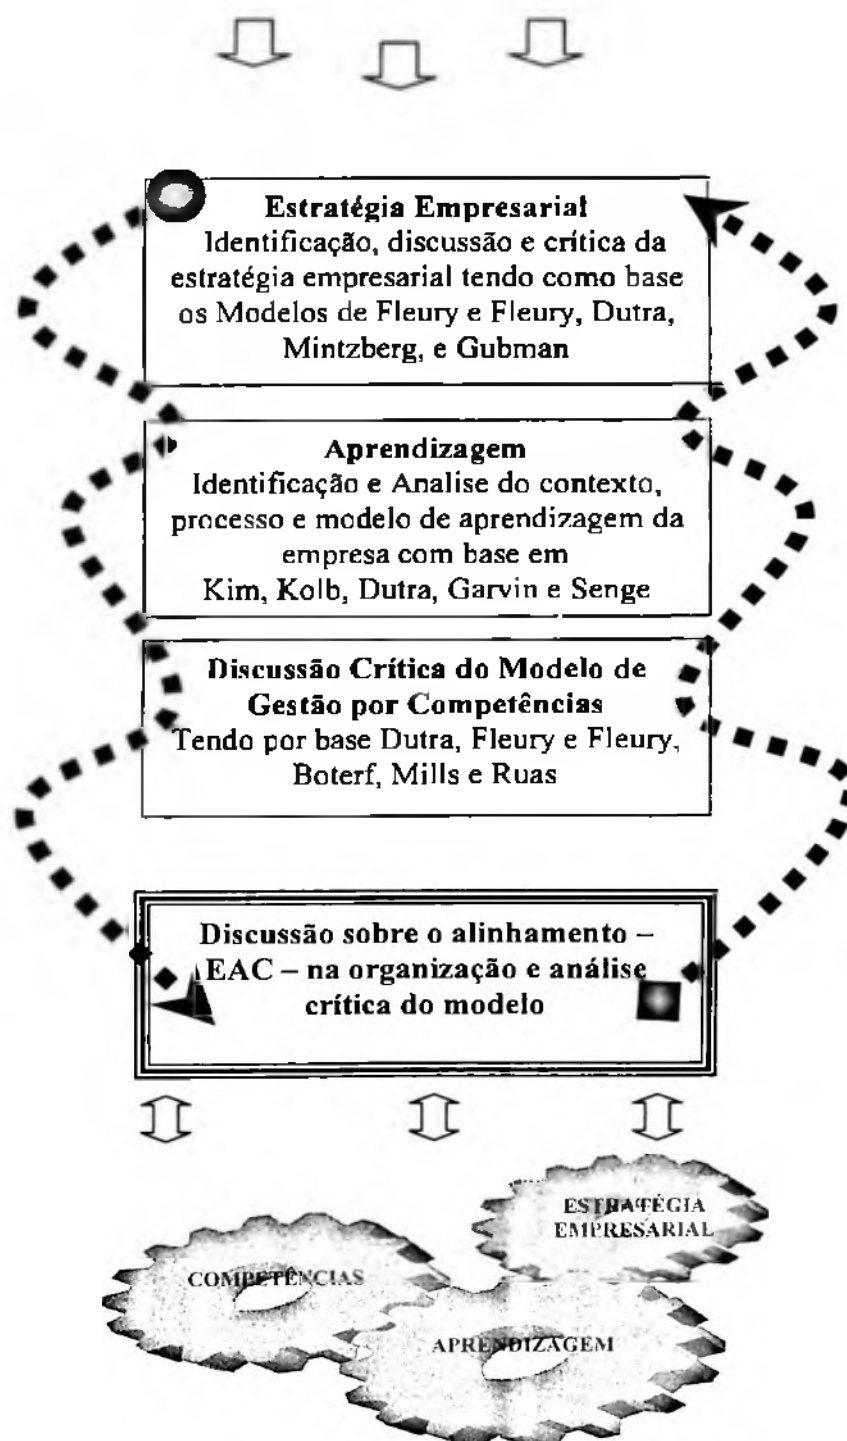 Estratégia Empresarial
Identificação, discussão e crítica da
estratégia empresarial tendo como base
os Modelos de Fleury e Fleury, Dutra,
Mintzberg, e Gubman
Aprendizagem
Identificação e Analise do contexto,
processo e modelo de aprendizagem da
empresa com base em
Kim, Kolb, Dutra, Garvin e Senge
Discussão Crítica do Modelo de
Gestão por Competências
Tendo por base Dutra, Fleury e Fleury,
Boterf, Mills e Ruas
Discussão sobre o alinhamento –
EAC – na organização e análise
crítica do modelo
ESTRATÉGIA
EMPRESARIAL
COMPETÊNCIAS
APRENDIZAGEM